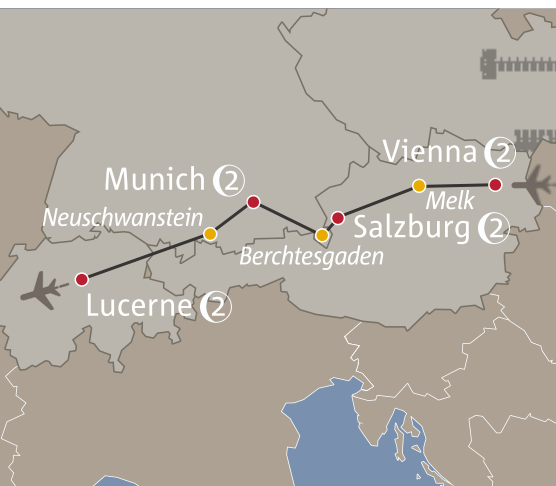 Vienna 2
Munich 2
Melk
Neuschwanstein
Salzburg 2
Berchtesgaden
Lucerne 2